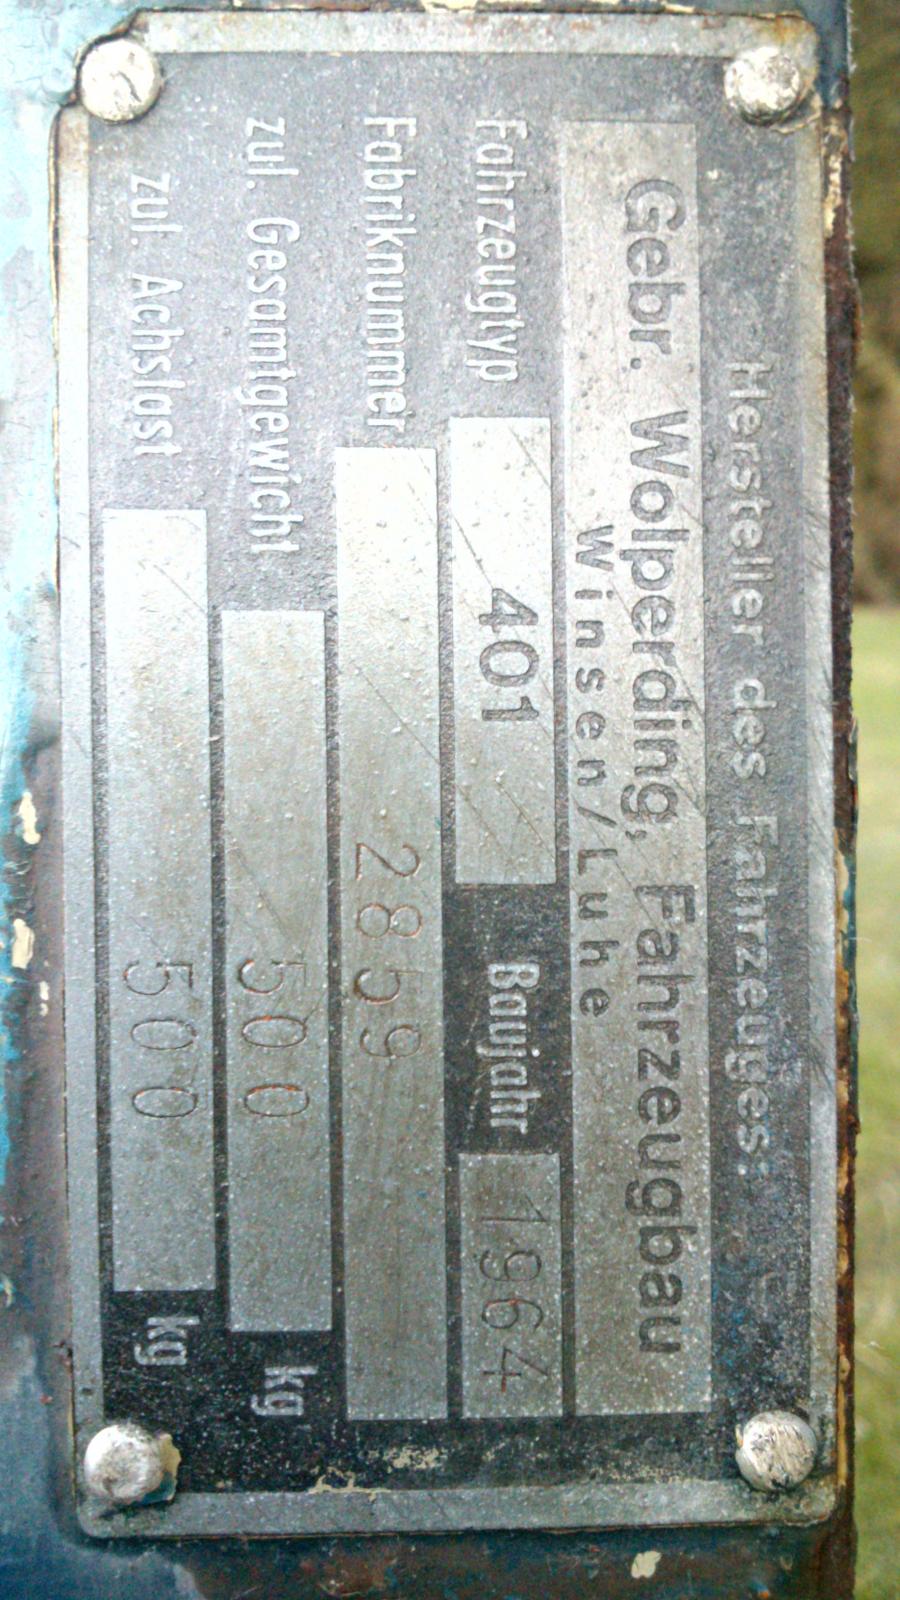 Hersteller des Fahrzeuges:
Gebr. Wolperding, Fahrzeugbau
Winsen/Luhe
Fahrzeugtyp 401 Baujahr 1964
Fabriknummer 2859
zul. Gesamtgewicht 500 kg
zul. Achslast 500 kg